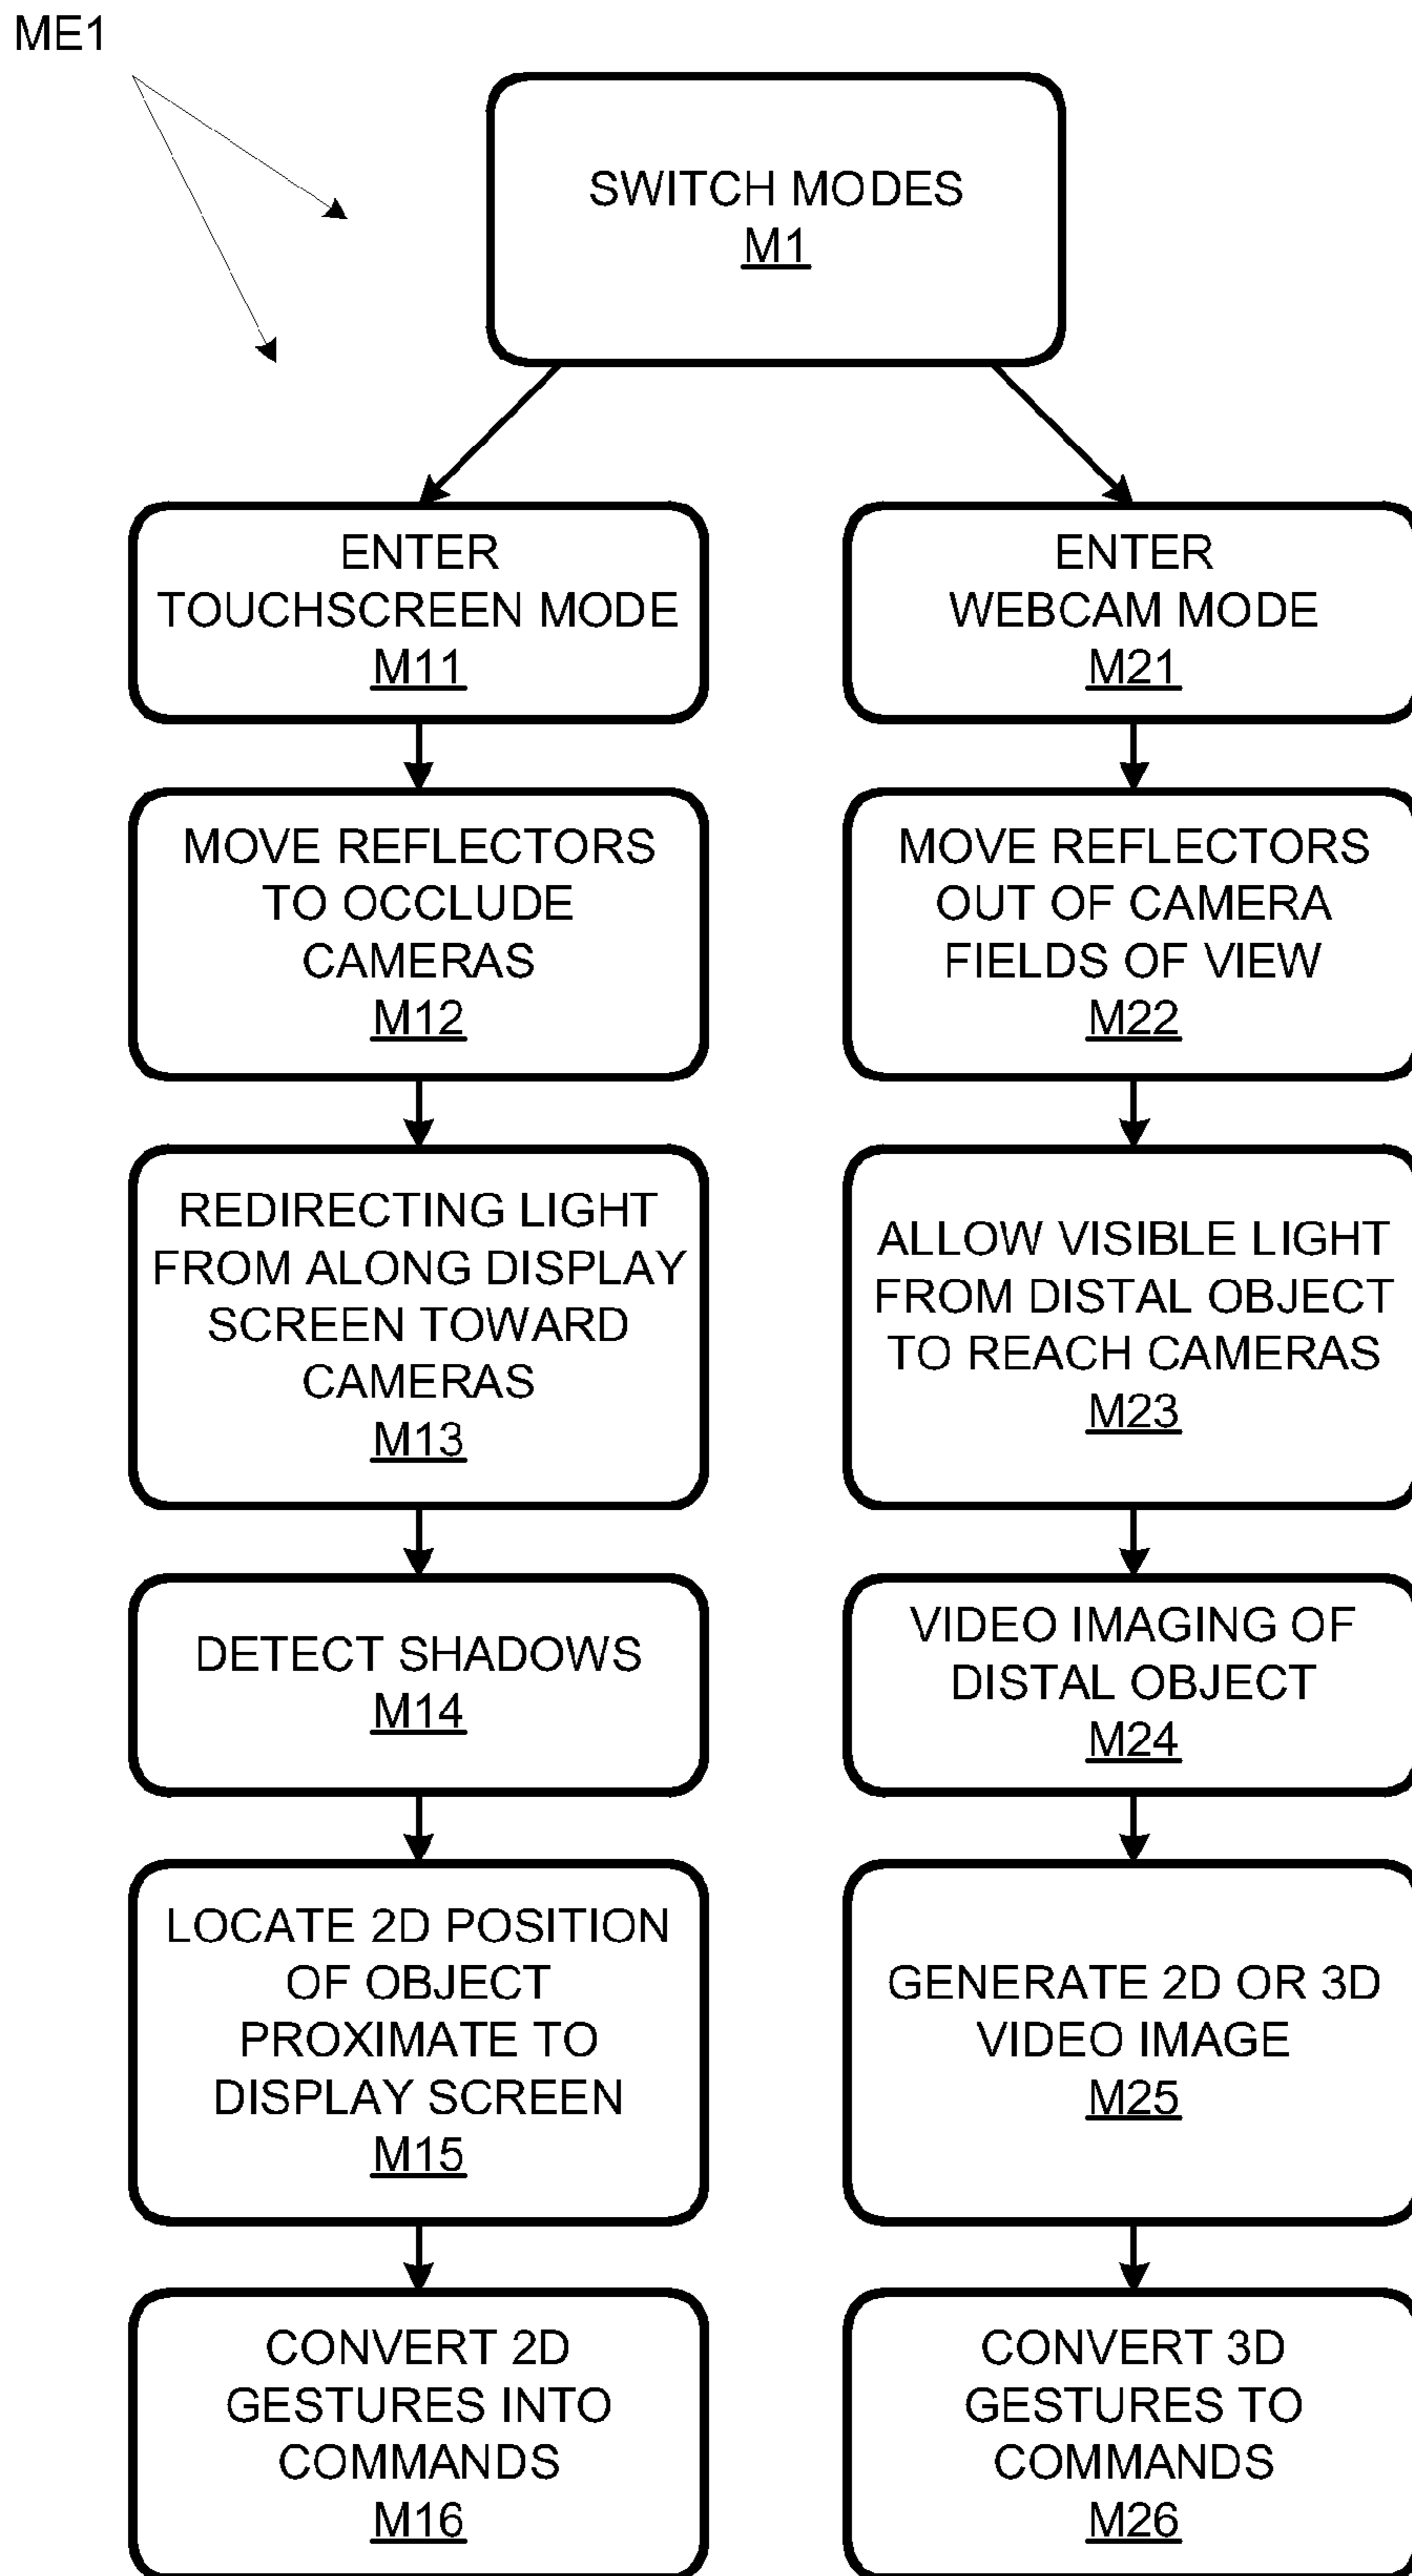 ME1
SWITCH MODES
M1
ENTER
TOUCHSCREEN MODE
M11
MOVE REFLECTORS
TO OCCLUDE
CAMERAS
M12
REDIRECTING LIGHT
FROM ALONG DISPLAY
SCREEN TOWARD
CAMERAS
M13
DETECT SHADOWS
M14
LOCATE 2D POSITION
OF OBJECT
PROXIMATE TO
DISPLAY SCREEN
M15
CONVERT 2D
GESTURES INTO
COMMANDS
M16
ENTER
WEBCAM MODE
M21
MOVE REFLECTORS
OUT OF CAMERA
FIELDS OF VIEW
M22
ALLOW VISIBLE LIGHT
FROM DISTAL OBJECT
TO REACH CAMERAS
M23
VIDEO IMAGING OF
DISTAL OBJECT
M24
GENERATE 2D OR 3D
VIDEO IMAGE
M25
CONVERT 3D
GESTURES TO
COMMANDS
M26